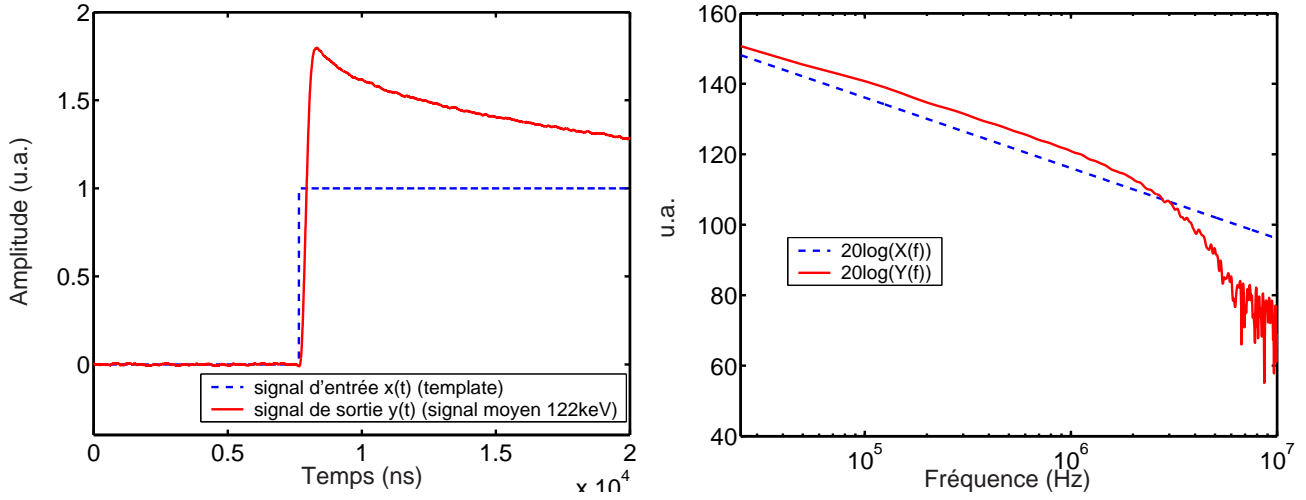 2
1.5
1
0.5
0
Amplitude (u.a.)
signal d'entrée x(t) (template)
signal de sortie y(t) (signal moyen 122keV)
0
0.5
1
1.5
2
Temps (ns)
x 10^4
160
140
120
100
80
60
40
u.a.
20log(X(f))
20log(Y(f))
10^5
10^6
10^7
Fréquence (Hz)